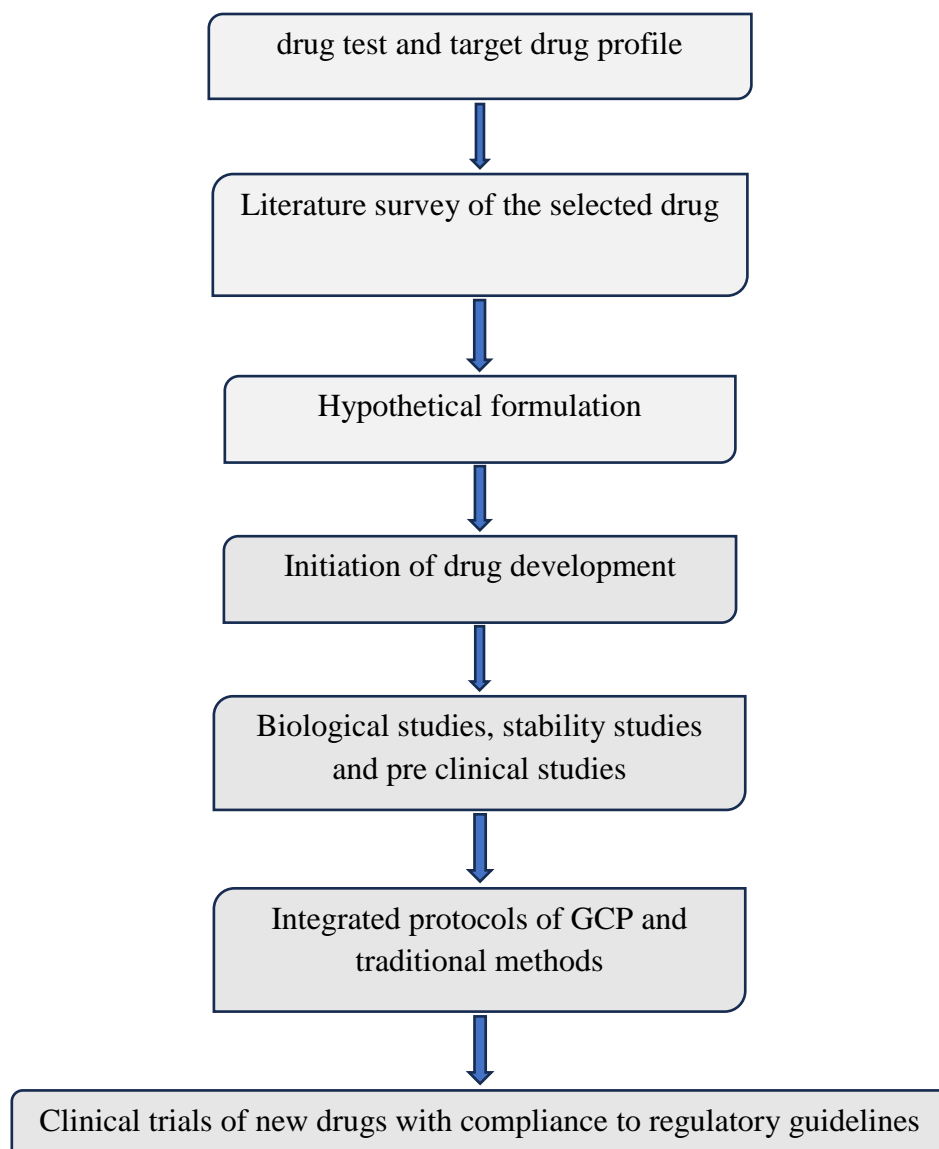 drug test and target drug profile
Literature survey of the selected drug
Hypothetical formulation
Initiation of drug development
Biological studies, stability studies
and pre clinical studies
Integrated protocols of GCP and
traditional methods
Clinical trials of new drugs with compliance to regulatory guidelines